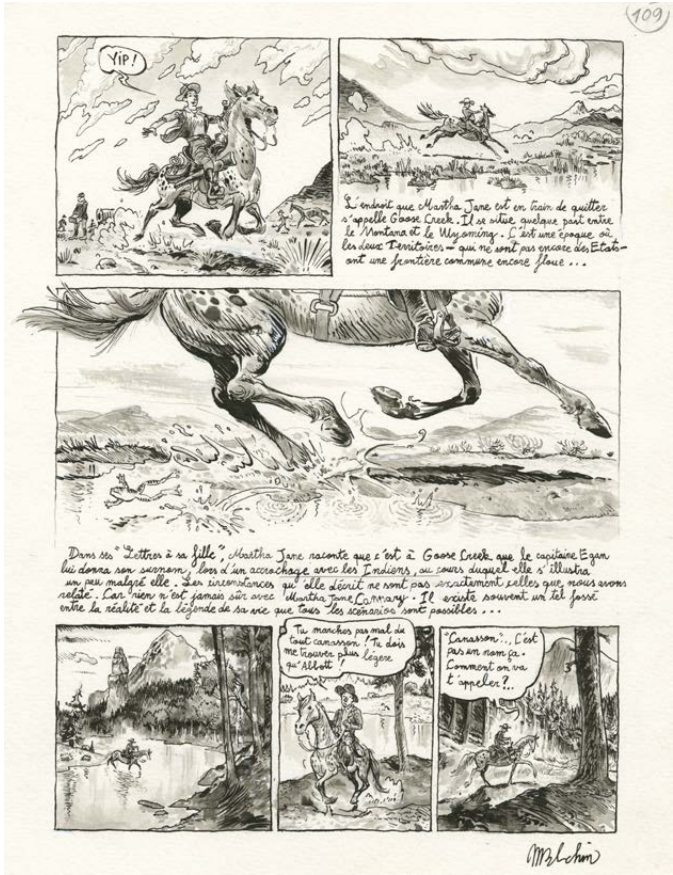 109
YIP !
L'endroit que Martha Jane est en train de quitter
s'appelle Goose Creek. Il se situe quelque part entre
le Montana et le Wyoming. C'est une époque où
les deux Territoires - qui ne sont pas encore des Etats -
ont une frontière commune encore floue ...
Dans ses "Lettres à sa fille", Martha Jane raconte que c'est à Goose Creek que le capitaine Egan
lui donna son surnom, lors d'un accrochage avec les Indiens, au cours duquel elle s'illustra
un peu malgré elle. Les circonstances qu'elle décrit ne sont pas exactement celles que nous avons
relaté. Car rien n'est jamais sûr avec Martha Jane Cannary. Il existe souvent un tel fossé
entre la réalité et la légende de sa vie que tous les scénarios sont possibles ...
Tu marches pas mal du
tout canasson ! Tu dois
me trouver plus légère
qu'Abbott !
"Canasson"... C'est
pas un nom ça.
Comment on va
t'appeler ?..